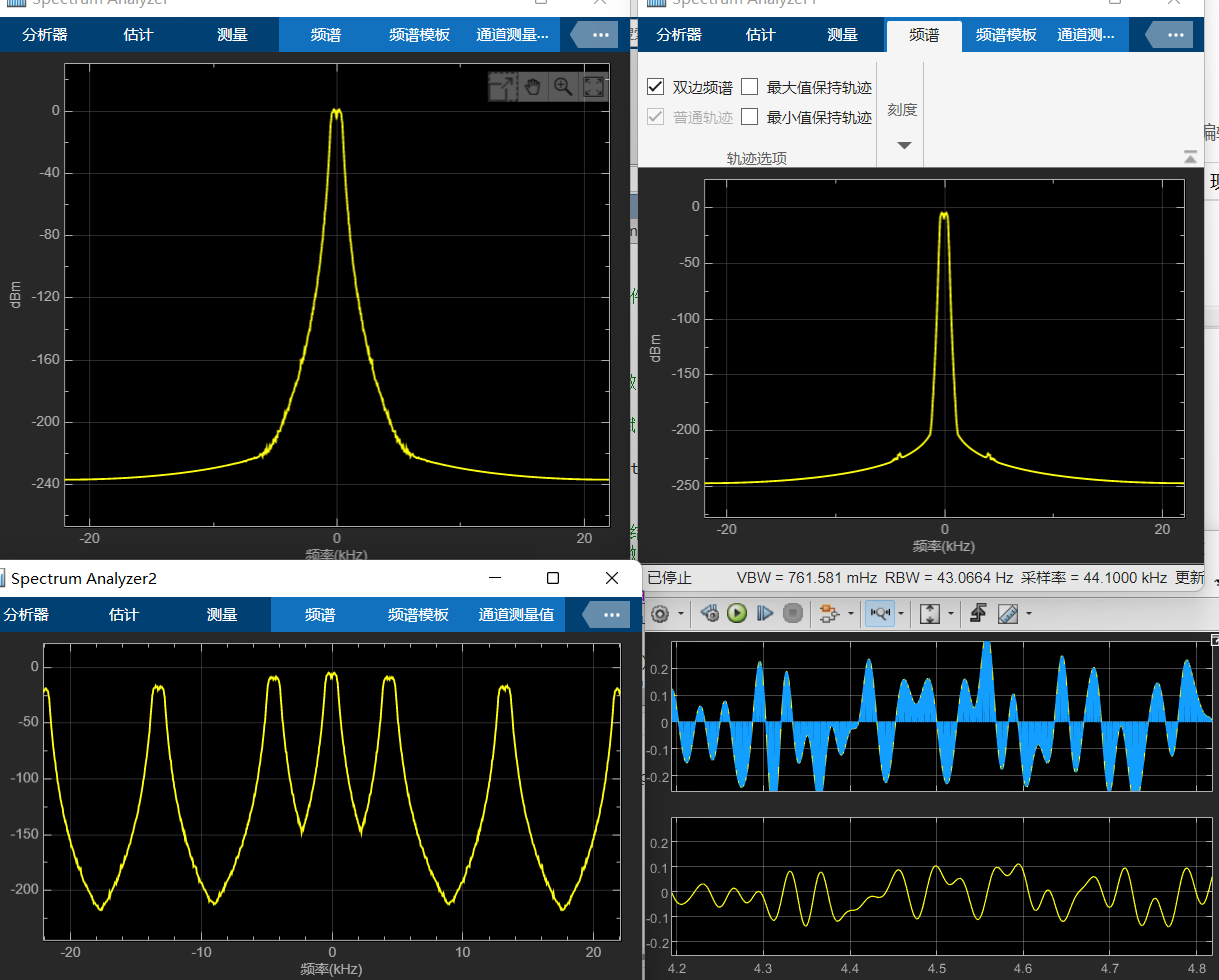 Spectrum Analyzer
分析器 估计 测量 频谱 频谱模板 通道测量...
0
-40
-80
-120
-160
-200
-240
dBm
-20 0 20
频率(kHz)
Spectrum Analyzer1
分析器 估计 测量 频谱 频谱模板 通道测...
双边频谱 最大值保持轨迹
普通轨迹 最小值保持轨迹
轨迹选项
刻度
0
-50
-100
-150
-200
-250
dBm
-20 0 20
频率(kHz)
已停止 VBW = 761.581 mHz RBW = 43.0664 Hz 采样率 = 44.1000 kHz 更新
Spectrum Analyzer2
分析器 估计 测量 频谱 频谱模板 通道测量值
0
-50
-100
-150
-200
-20 -10 0 10 20
频率(kHz)
0.2
0.1
0
-0.1
-0.2
0.2
0.1
0
-0.1
-0.2
4.2 4.3 4.4 4.5 4.6 4.7 4.8